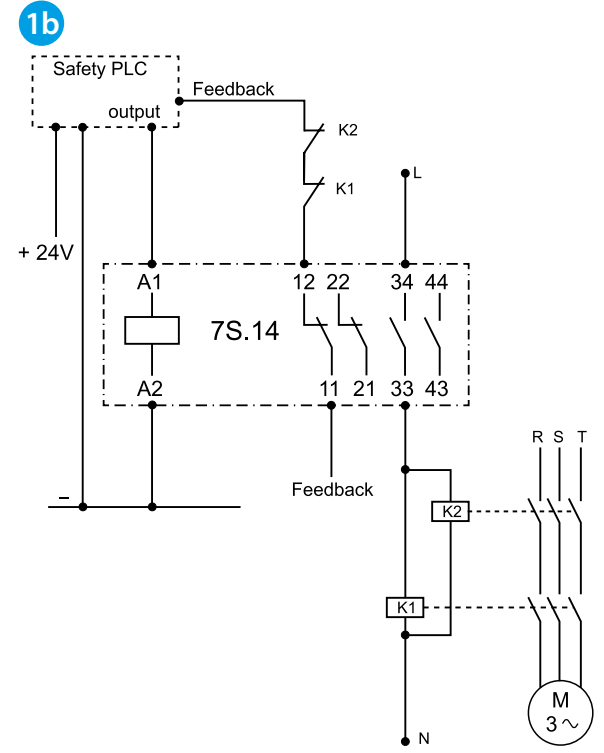 1b
Safety PLC
Feedback
output
K2
K1
L
+ 24V
A1 12 22 34 44
7S.14
A2 11 21 33 43
Feedback
R S T
–
K2
K1
M
3 ~
N